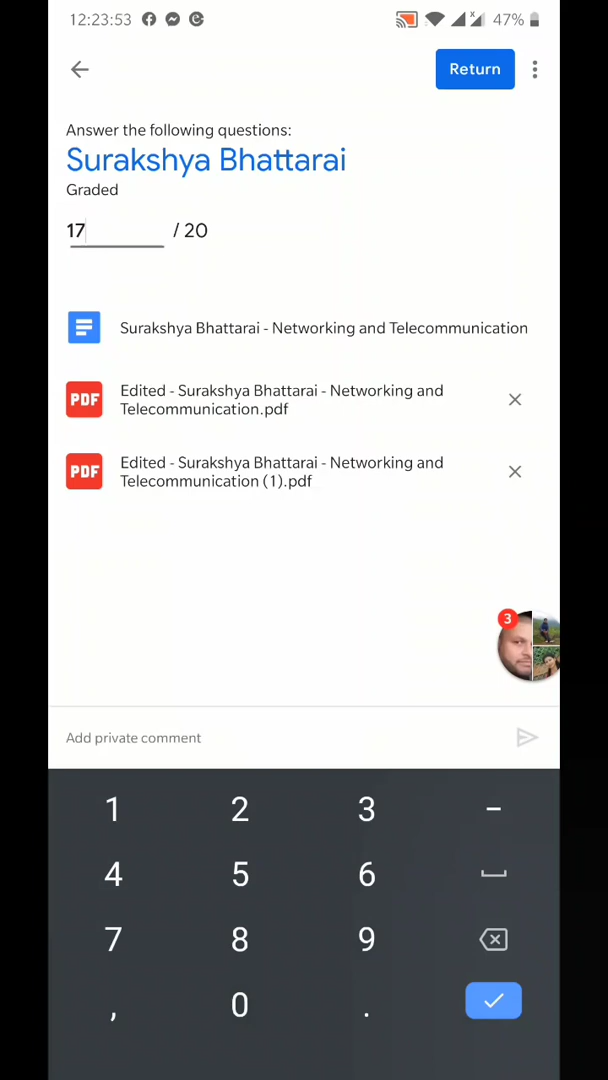 12:23:53 47%
Return
Answer the following questions:
Surakshya Bhattarai
Graded
17 / 20
Surakshya Bhattarai - Networking and Telecommunication
PDF Edited - Surakshya Bhattarai - Networking and
Telecommunication.pdf
PDF Edited - Surakshya Bhattarai - Networking and
Telecommunication (1).pdf
3
Add private comment
1 2 3 -
4 5 6
7 8 9
, 0 .